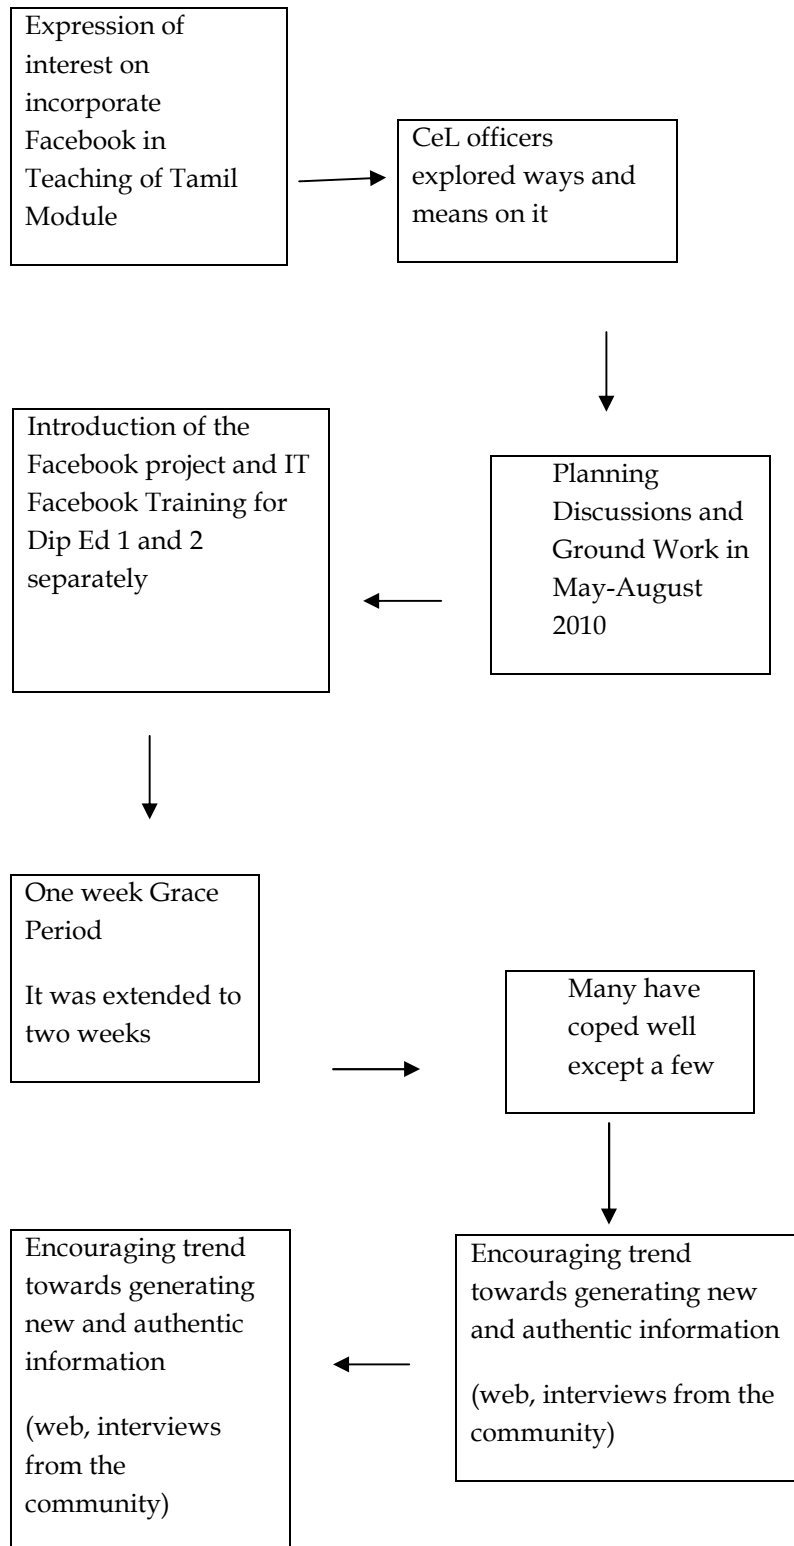 Expression of
interest on
incorporate
Facebook in
Teaching of Tamil
Module
CeL officers
explored ways and
means on it
Planning
Discussions and
Ground Work in
May-August
2010
Introduction of the
Facebook project and IT
Facebook Training for
Dip Ed 1 and 2
separately
One week Grace
Period
It was extended to
two weeks
Many have
coped well
except a few
Encouraging trend
towards generating new
and authentic information
(web, interviews from the
community)
Encouraging trend
towards generating
new and authentic
information
(web, interviews
from the
community)